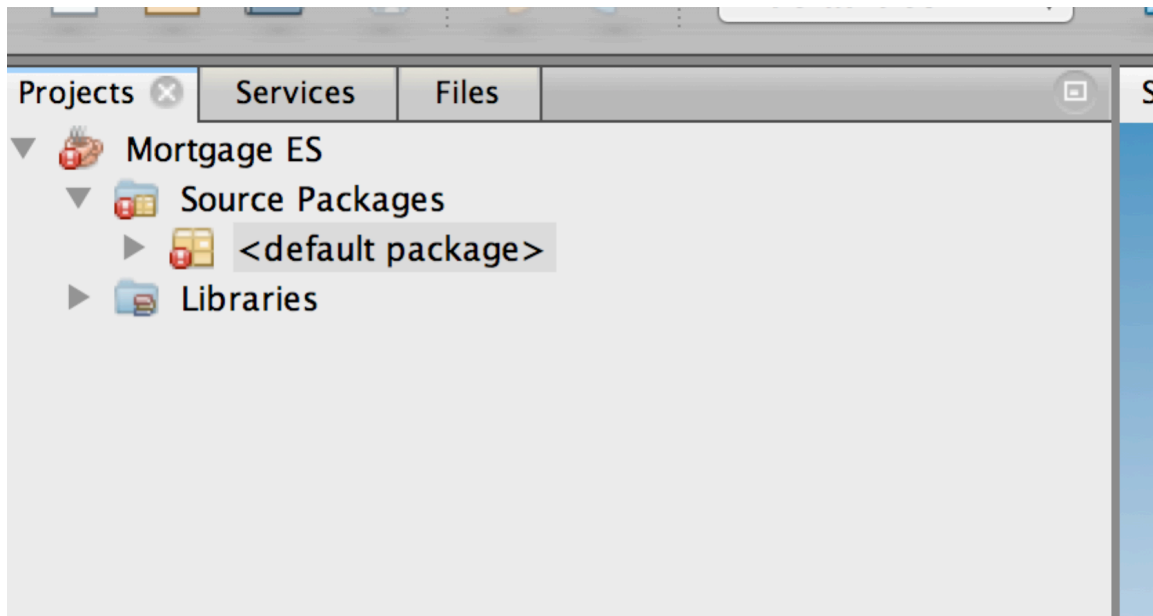 Projects Services Files
Mortgage ES
Source Packages
<default package>
Libraries